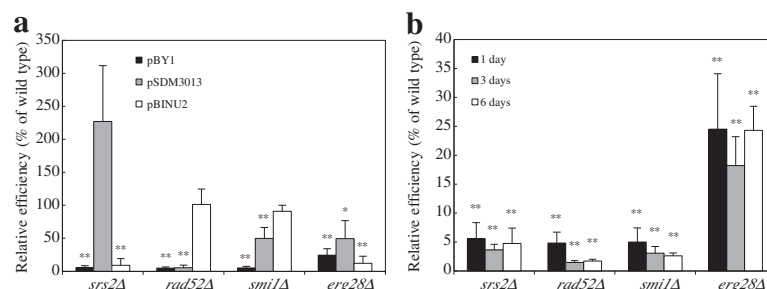 a
b
Relative efficiency (% of wild type)
350
300
250
200
150
100
50
0
pBY1
pSDM3013
pBINU2
**
**
**
**
**
**
**
*
**
srs2Δ
rad52Δ
smi1Δ
erg28Δ
Relative efficiency (% of wild type)
40
35
30
25
20
15
10
5
0
1 day
3 days
6 days
**
**
**
**
**
**
**
**
**
**
**
**
srs2Δ
rad52Δ
smi1Δ
erg28Δ